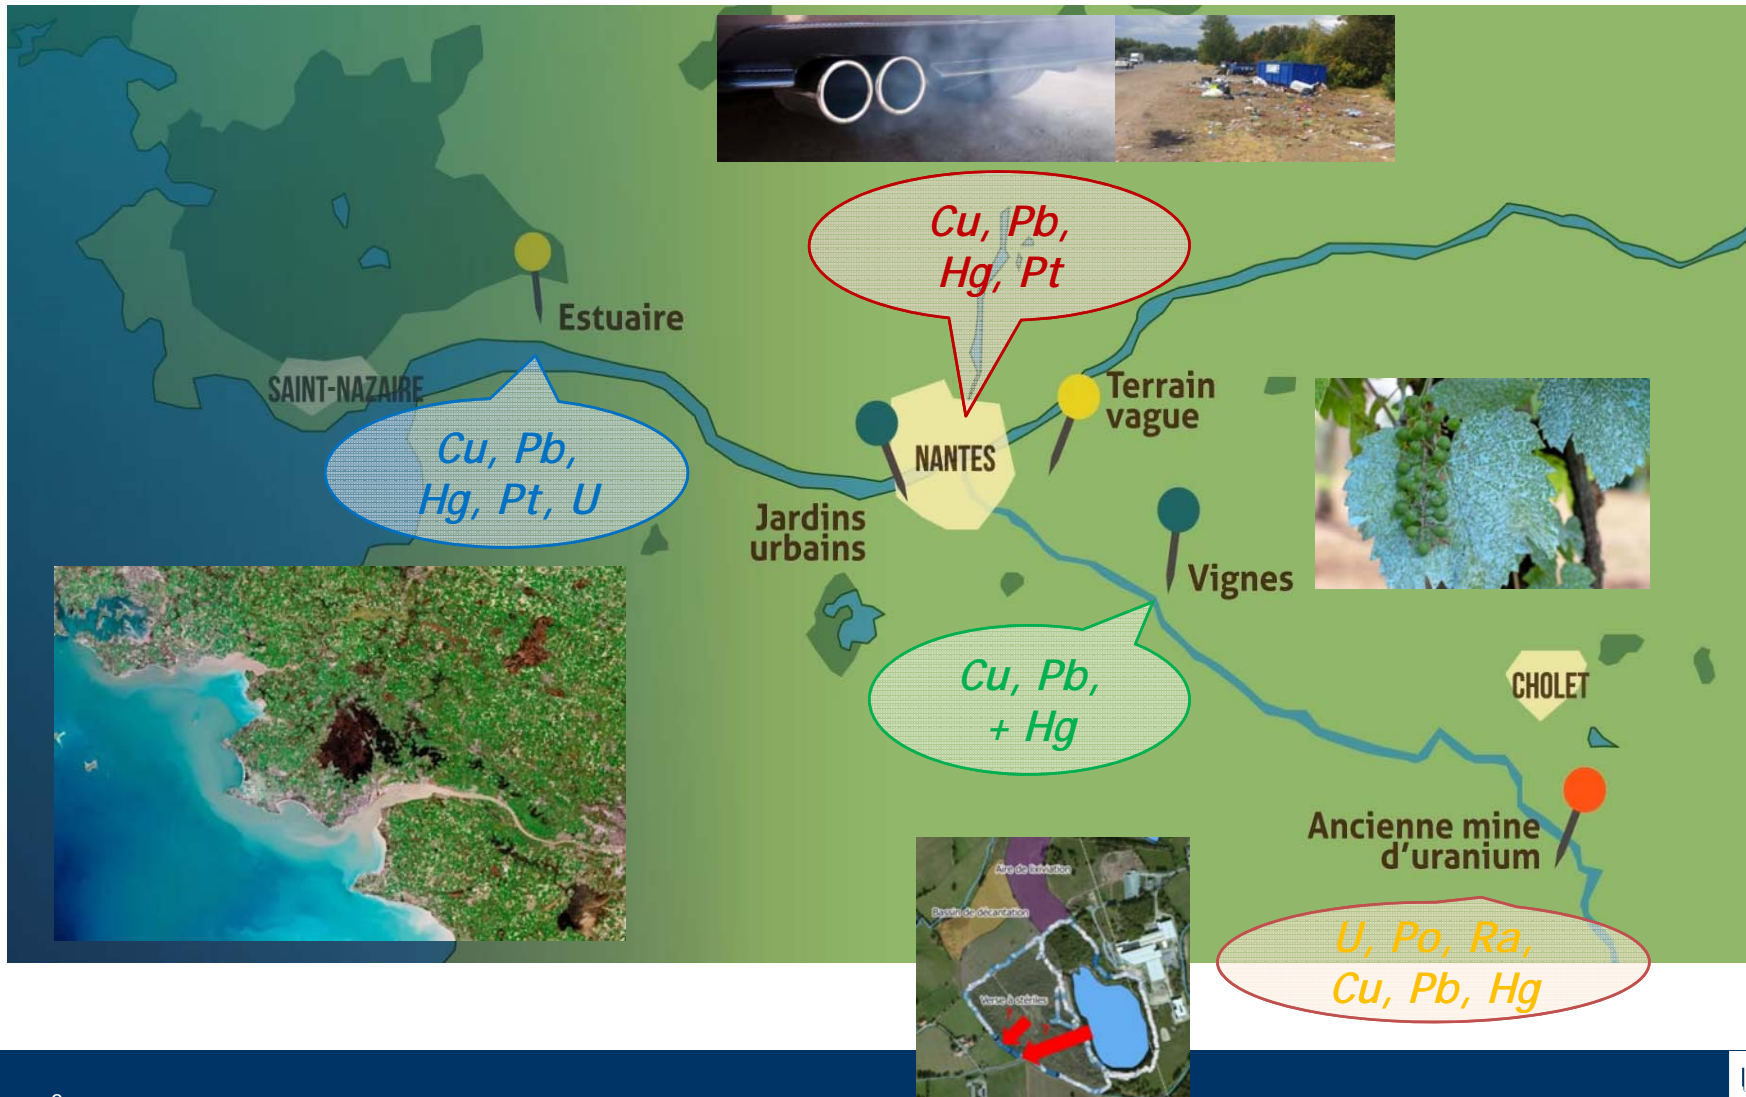 Cu, Pb,
Hg, Pt
Estuaire
SAINT-NAZAIRE
Terrain
vague
Cu, Pb,
Hg, Pt, U
NANTES
Jardins
urbains
Vignes
Cu, Pb,
+ Hg
CHOLET
Ancienne mine
d'uranium
Aire de lixiviation
Bassin de décantation
Verse à stériles
? ?
U, Po, Ra,
Cu, Pb, Hg